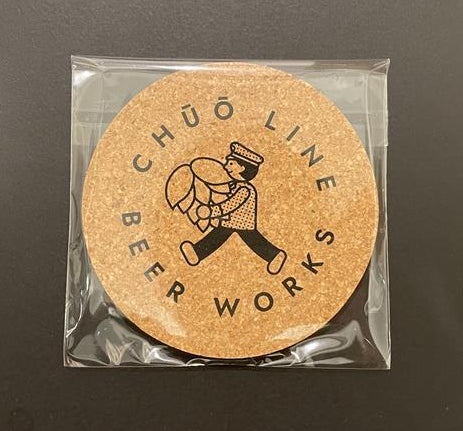 CHŪŌ LINE
BEER WORKS